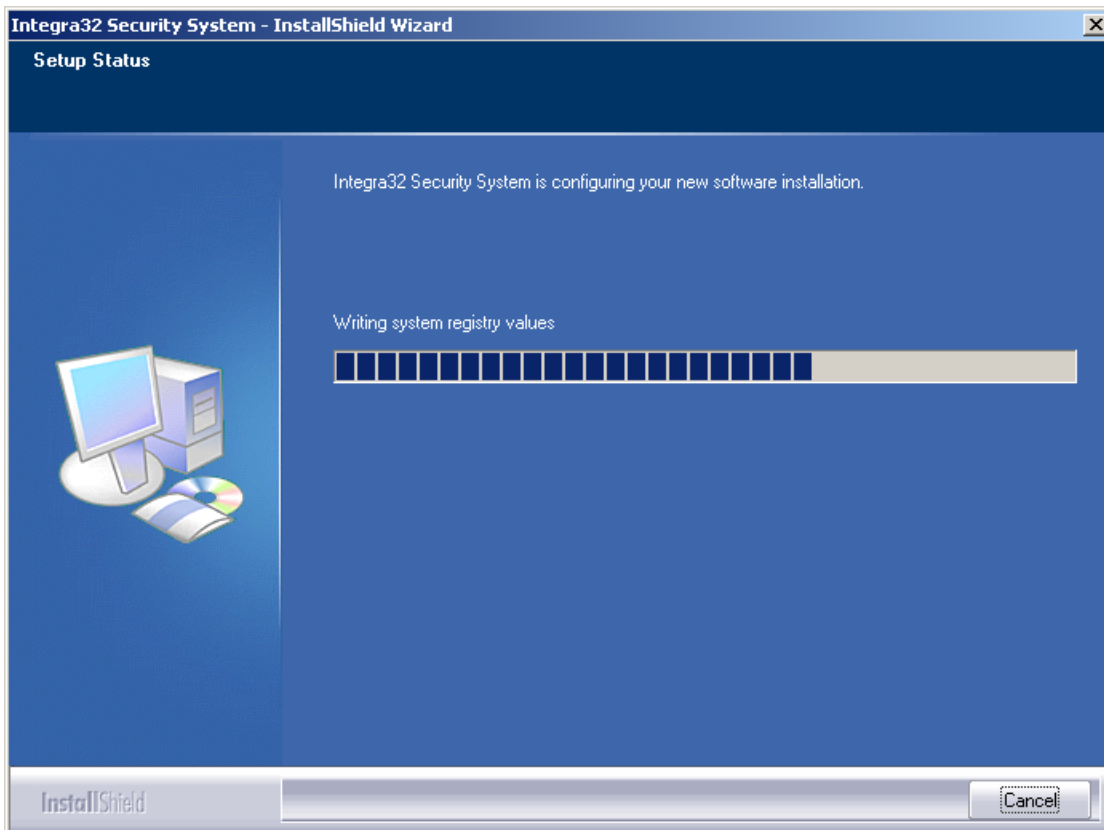 Integra32 Security System - InstallShield Wizard
Setup Status
Integra32 Security System is configuring your new software installation.
Writing system registry values
InstallShield
Cancel